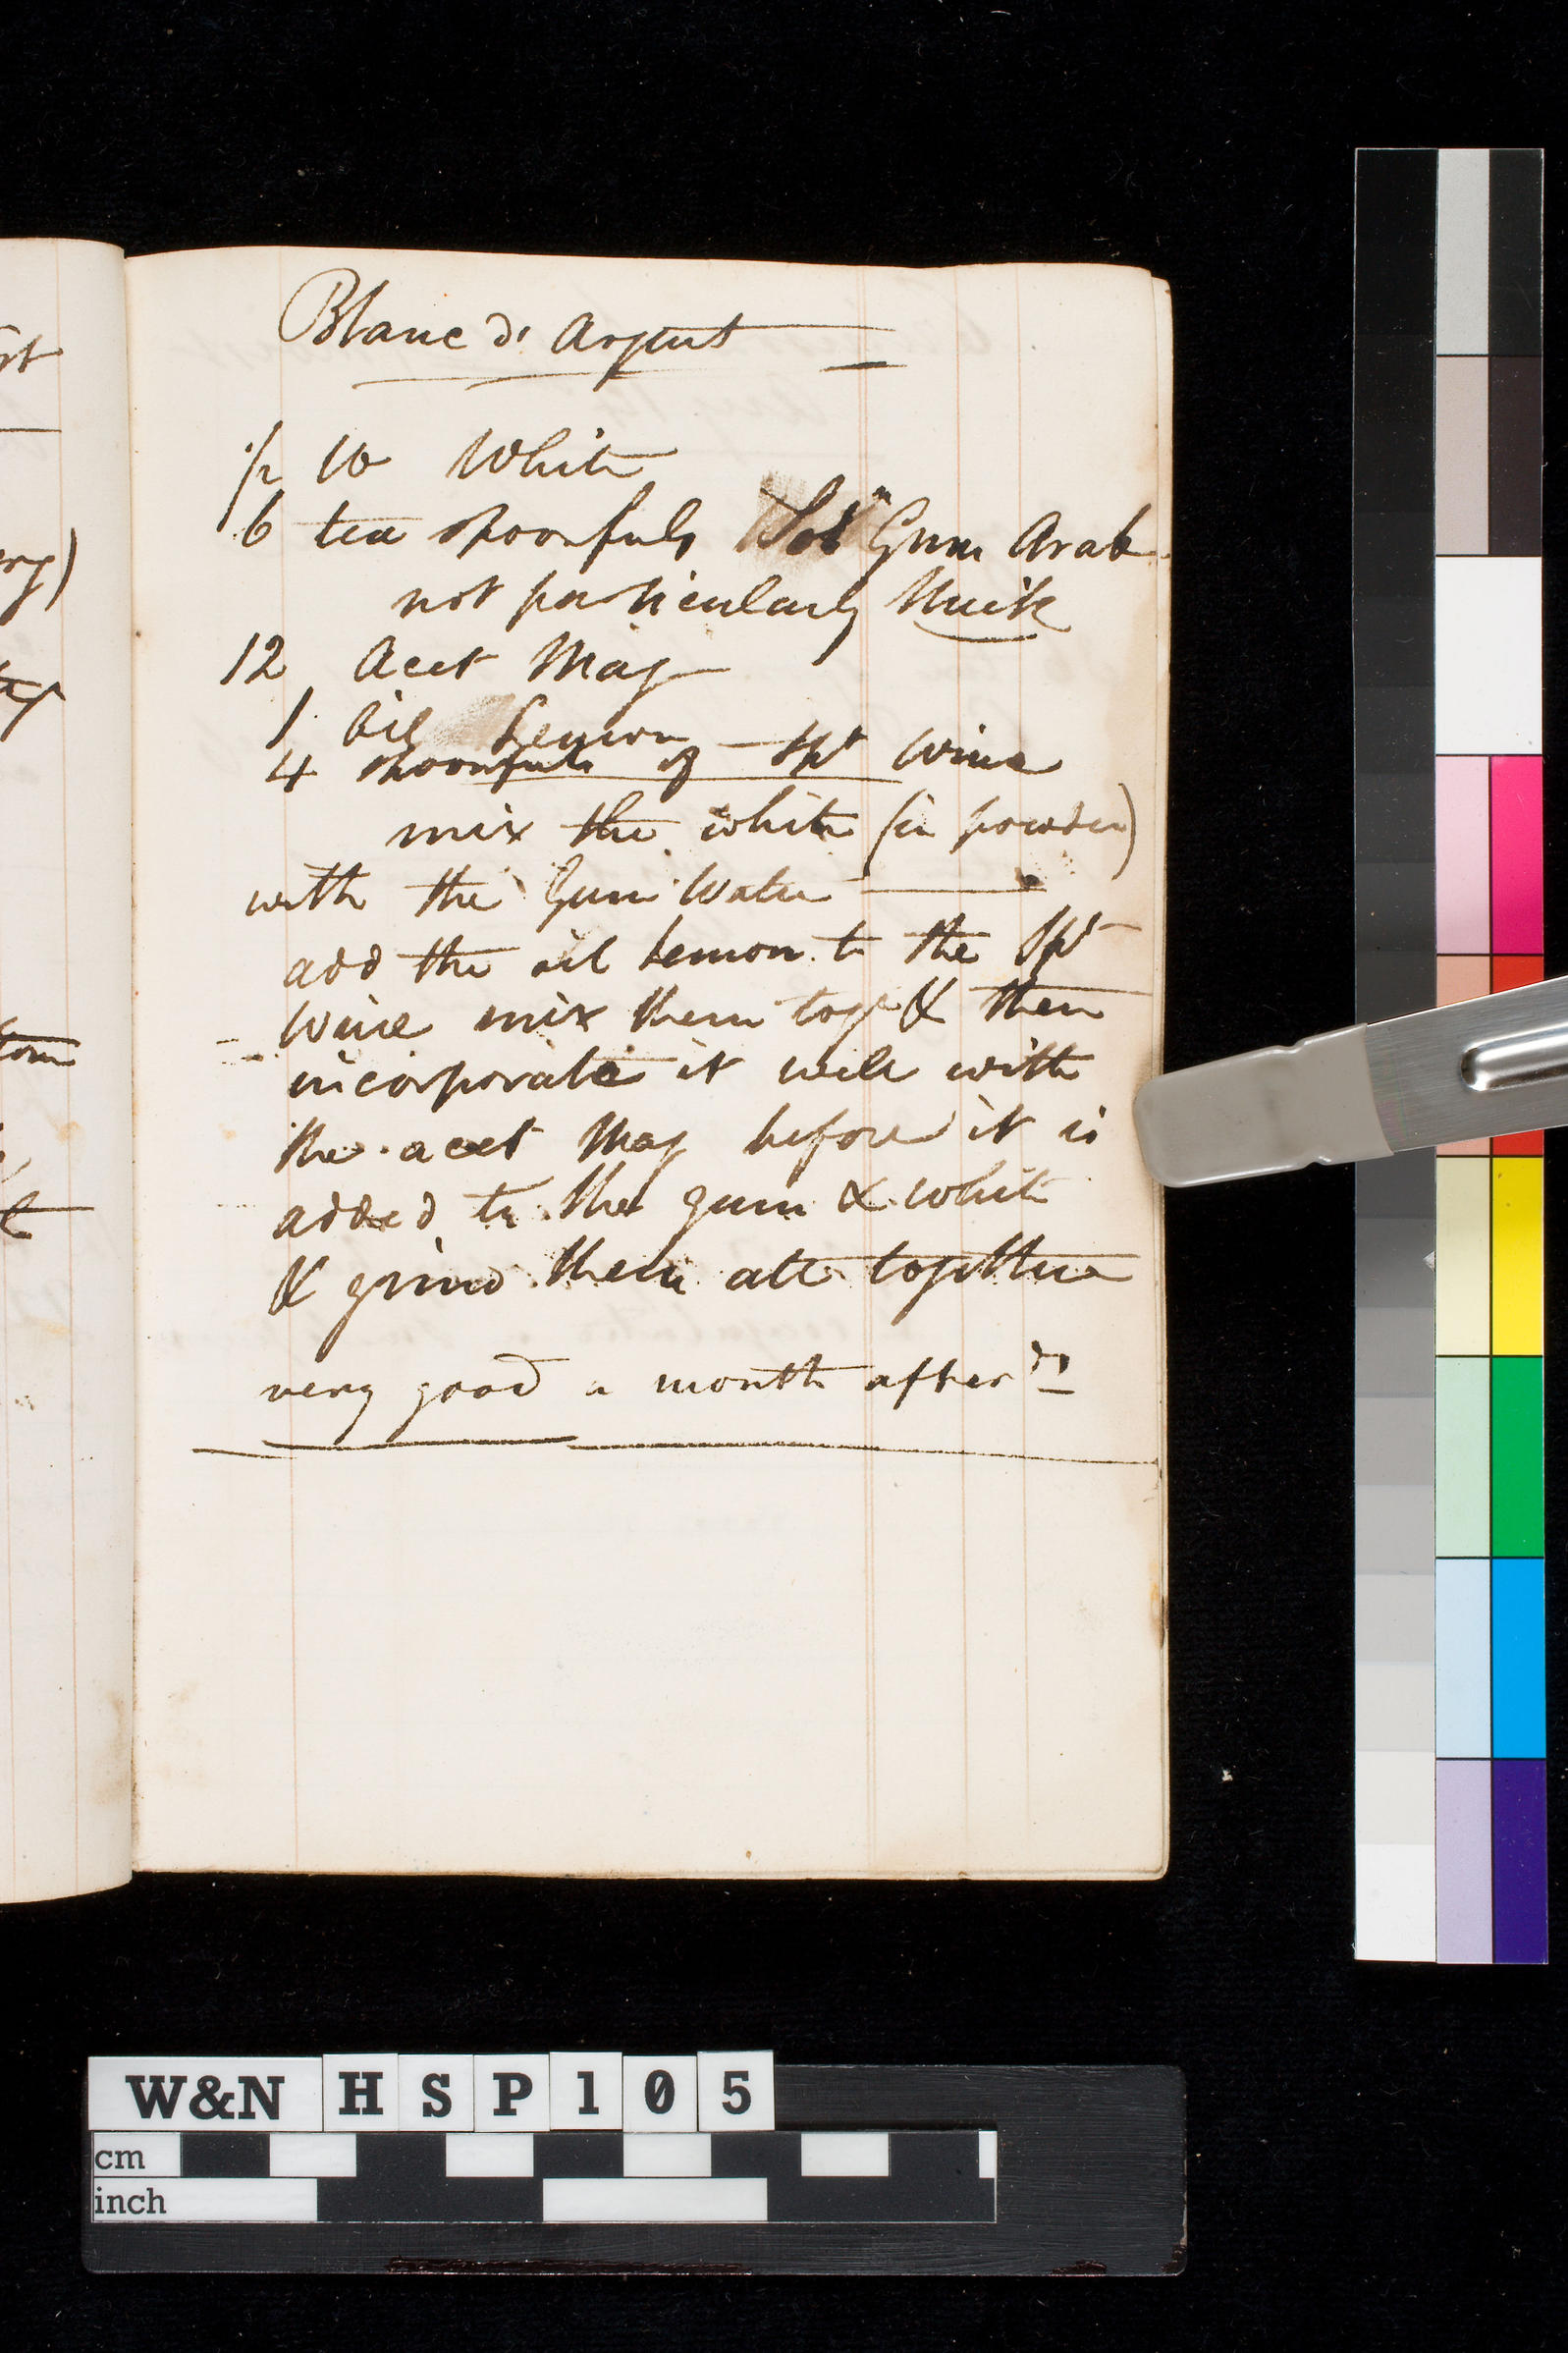 Blanc d' Argent
1/2 lb White
6 tea spoonfuls Soln Gum Arab
not particularly thick
12 Acet Mag
1 Oil Lemon
4 spoonfuls of Spt Wine
mix the white (in powder)
with the Gum Water
add the oil lemon to the Spt
Wine mix them togr & then
incorporate it well with
the acet Mag before it is
added to the gum & white
& grind them all together
very good a month afterds
rt
)
W&N HSP105
cm
inch